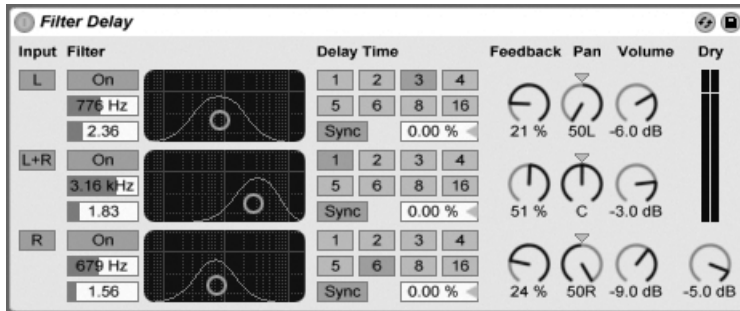 Filter Delay
Input Filter Delay Time Feedback Pan Volume Dry
L On 1 2 3 4
776 Hz 5 6 8 16
2.36 Sync 0.00 % 21 % 50L -6.0 dB
L+R On 1 2 3 4
3.16 kHz 5 6 8 16
1.83 Sync 0.00 % 51 % C -3.0 dB
R On 1 2 3 4
679 Hz 5 6 8 16
1.56 Sync 0.00 % 24 % 50R -9.0 dB -5.0 dB